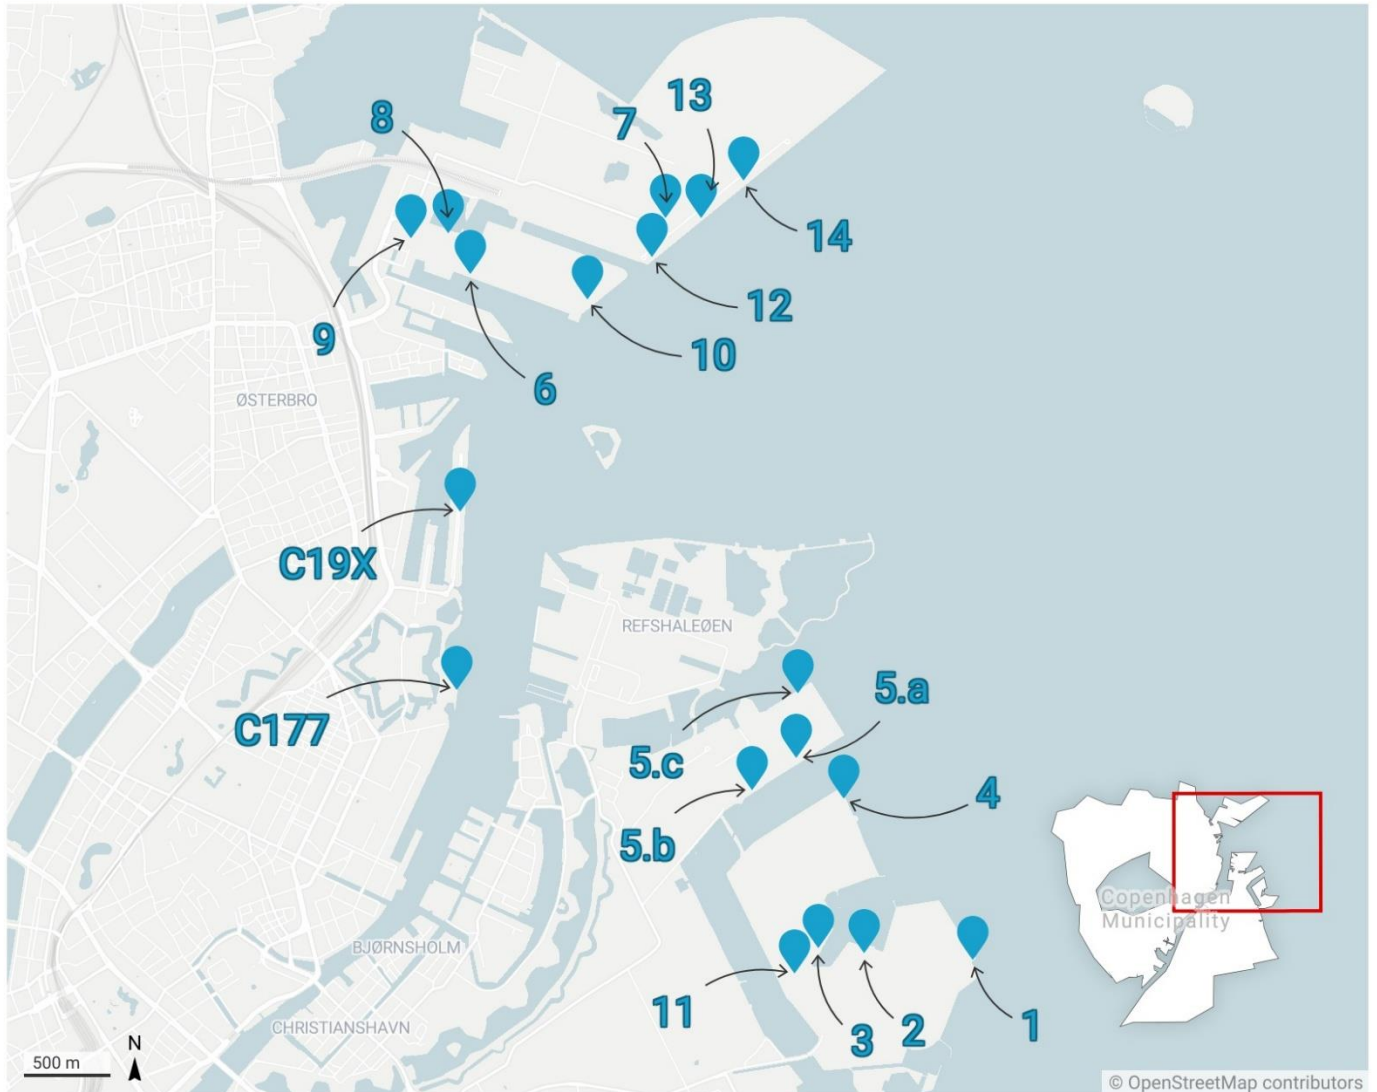 13
8
7
14
12
9
10
6
ØSTERBRO
C19X
REFSHALEØEN
5.a
C177
5.c
4
5.b
Copenhagen
Municipality
BJØRNSHOLM
11
3
2
1
CHRISTIANSHAVN
N
500 m
© OpenStreetMap contributors